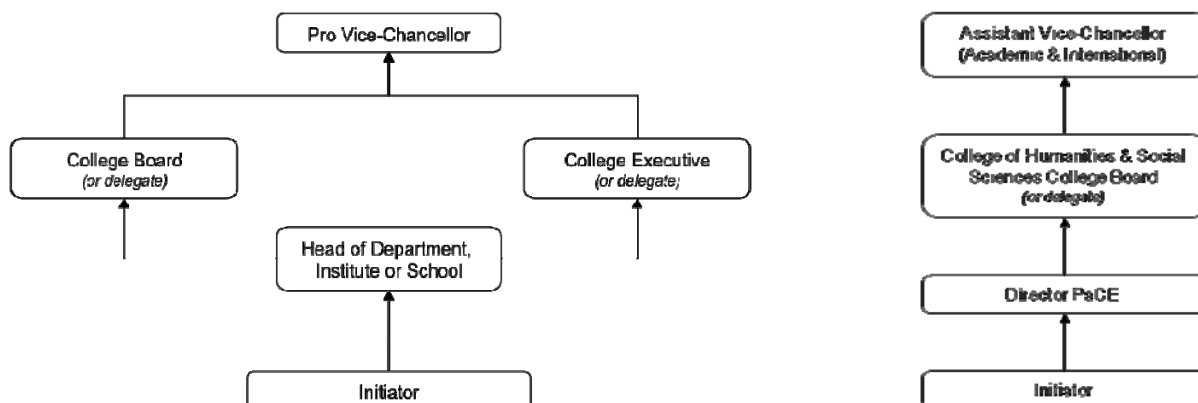 Pro Vice-Chancellor
College Board
(or delegate)
College Executive
(or delegate)
Head of Department,
Institute or School
Initiator
Assistant Vice-Chancellor
(Academic & International)
College of Humanities & Social
Sciences College Board
(or delegate)
Director PaCE
Initiator